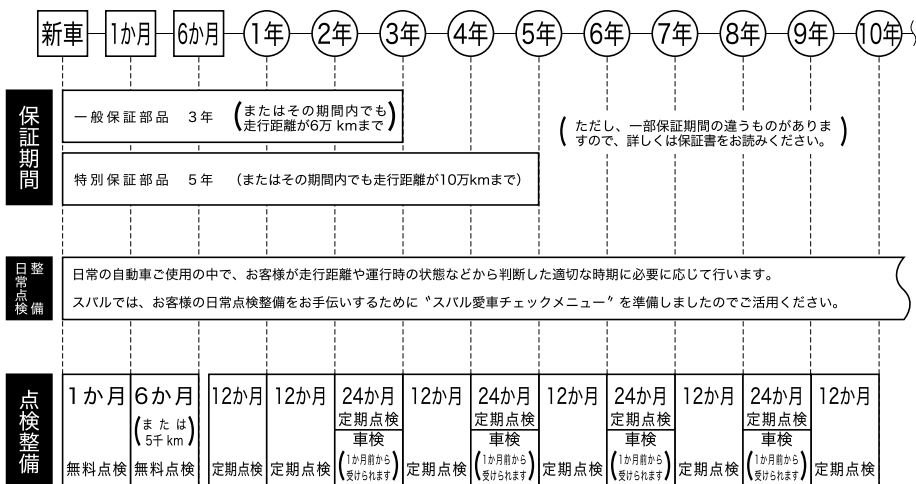 新車 1か月 6か月 1年 2年 3年 4年 5年 6年 7年 8年 9年 10年
保証期間
一般保証部品 3年 (またはその期間内でも
走行距離が6万kmまで)
(ただし、一部保証期間の違うものがありま
すので、詳しくは保証書をお読みください。)
特別保証部品 5年 (またはその期間内でも走行距離が10万kmまで)
日常点検
整備
日常の自動車ご使用の中で、お客様が走行距離や運行時の状態などから判断した適切な時期に必要に応じて行います。
スバルでは、お客様の日常点検整備をお手伝いするために〝スバル愛車チェックメニュー〞を準備しましたのでご活用ください。
点検整備
1か月 6か月 12か月 12か月 24か月 12か月 24か月 12か月 24か月 12か月 24か月 12か月
定期点検 定期点検 定期点検 定期点検
(または
5千km)
車検 車検 車検 車検
(1か月前から (1か月前から (1か月前から (1か月前から
受けられます) 受けられます) 受けられます) 受けられます)
無料点検 無料点検 定期点検 定期点検 定期点検 定期点検 定期点検 定期点検